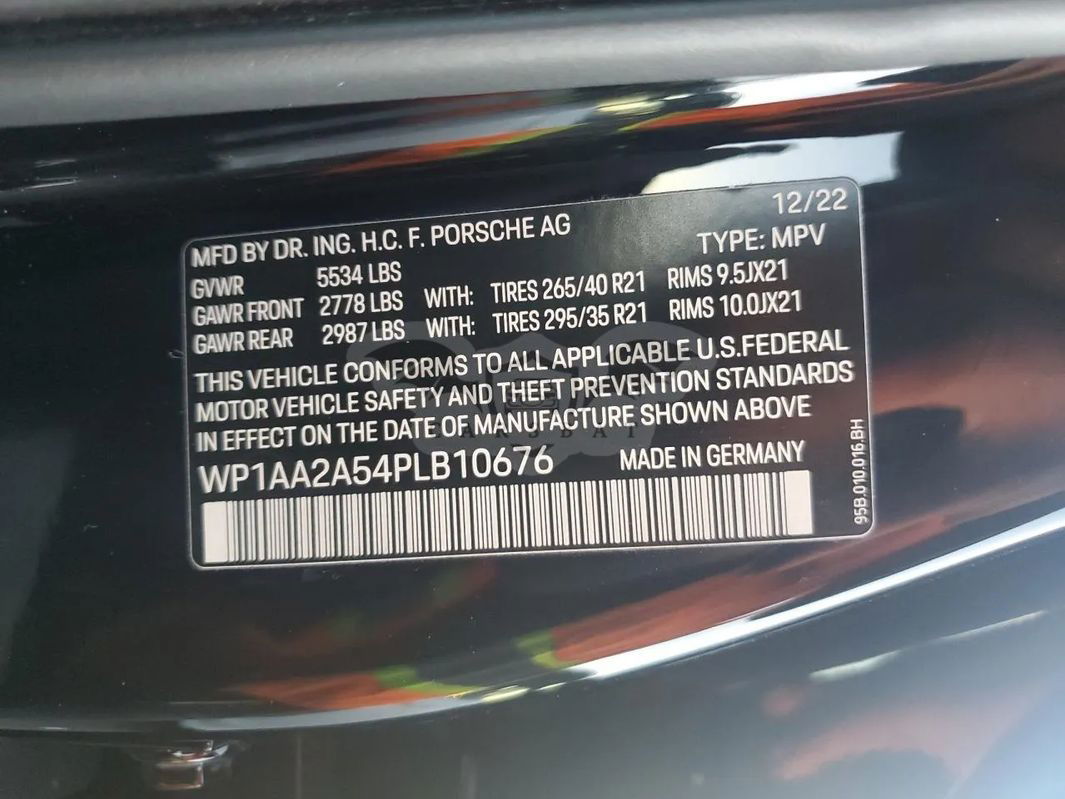 12/22
MFD BY DR. ING. H.C. F. PORSCHE AG TYPE: MPV
GVWR 5534 LBS
GAWR FRONT 2778 LBS WITH: TIRES 265/40 R21 RIMS 9.5JX21
GAWR REAR 2987 LBS WITH: TIRES 295/35 R21 RIMS 10.0JX21
THIS VEHICLE CONFORMS TO ALL APPLICABLE U.S.FEDERAL
MOTOR VEHICLE SAFETY AND THEFT PREVENTION STANDARDS
IN EFFECT ON THE DATE OF MANUFACTURE SHOWN ABOVE
WP1AA2A54PLB10676 MADE IN GERMANY
95B.010.016.BH